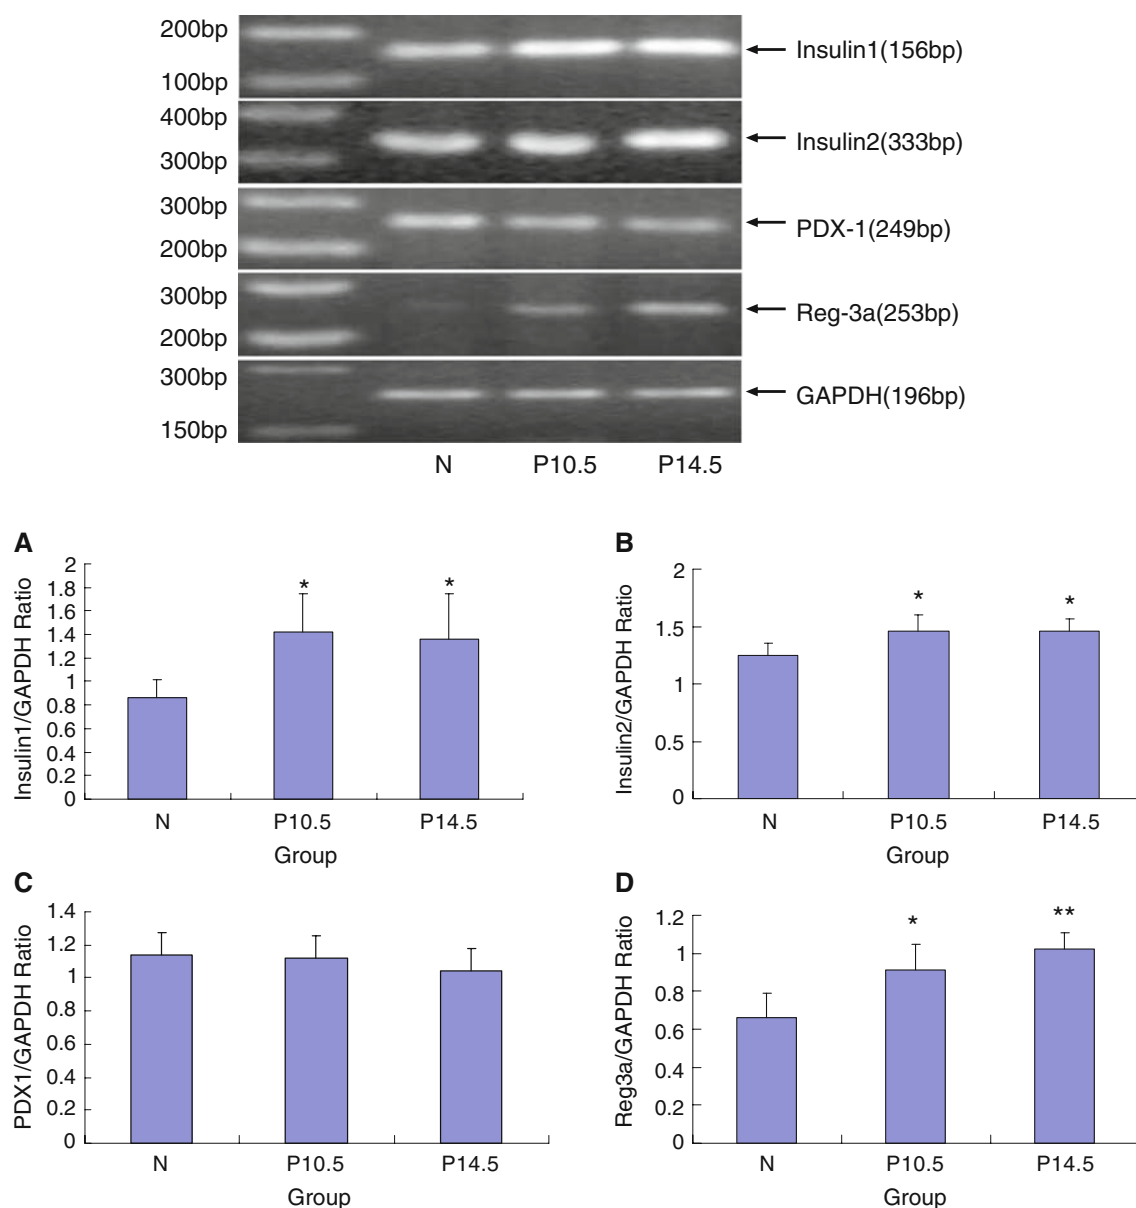 200bp
100bp
Insulin1(156bp)
400bp
300bp
Insulin2(333bp)
300bp
200bp
PDX-1(249bp)
300bp
200bp
Reg-3a(253bp)
300bp
150bp
GAPDH(196bp)
N P10.5 P14.5
A
Insulin1/GAPDH Ratio
2
1.8
1.6
1.4
1.2
1
0.8
0.6
0.4
0.2
0
* *
N P10.5 P14.5
Group
B
Insulin2/GAPDH Ratio
2
1.5
1
0.5
0
* *
N P10.5 P14.5
Group
C
PDX1/GAPDH Ratio
1.4
1.2
1
0.8
0.6
0.4
0.2
0
N P10.5 P14.5
Group
D
Reg3a/GAPDH Ratio
1.2
1
0.8
0.6
0.4
0.2
0
* **
N P10.5 P14.5
Group